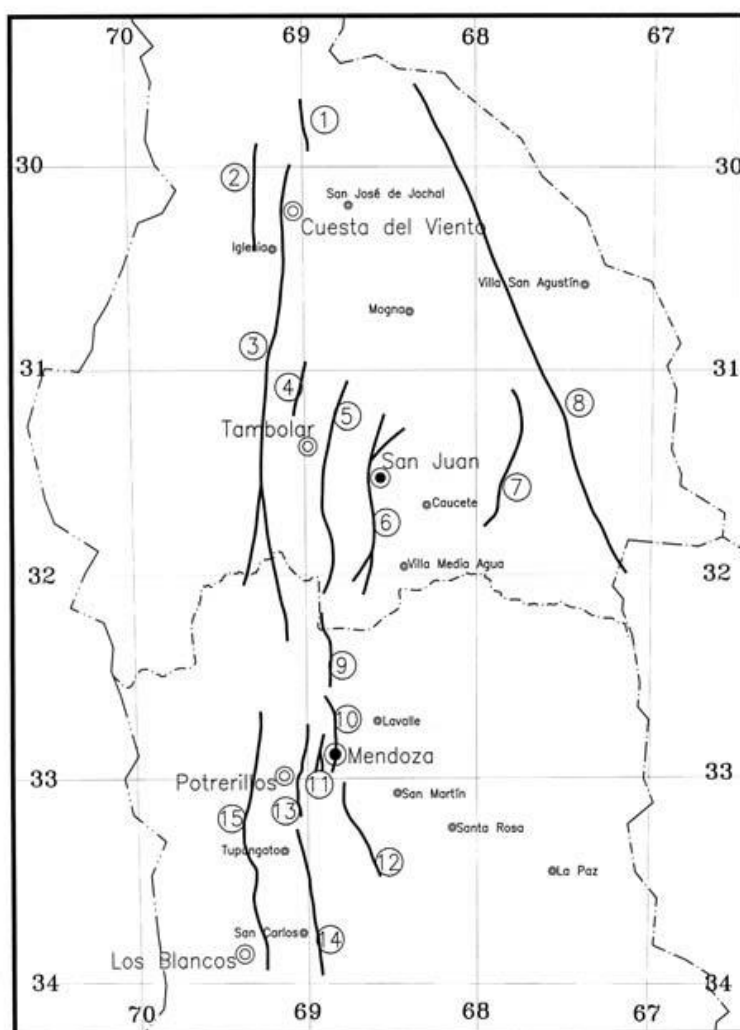 70 69 68 67
1
30 30
2
San José de Jachal
Cuesta del Viento
Iglesia
Villa San Agustín
Mogna
3
31 31
4
5
8
Tambolar
San Juan
7
Caucete
6
Villa Media Agua
32 32
9
10
Lavalle
Mendoza
33 33
Potrerillos
11
San Martín
13
15
Santa Rosa
Tupungato
12
La Paz
San Carlos
14
Los Blancos
34 34
70 69 68 67